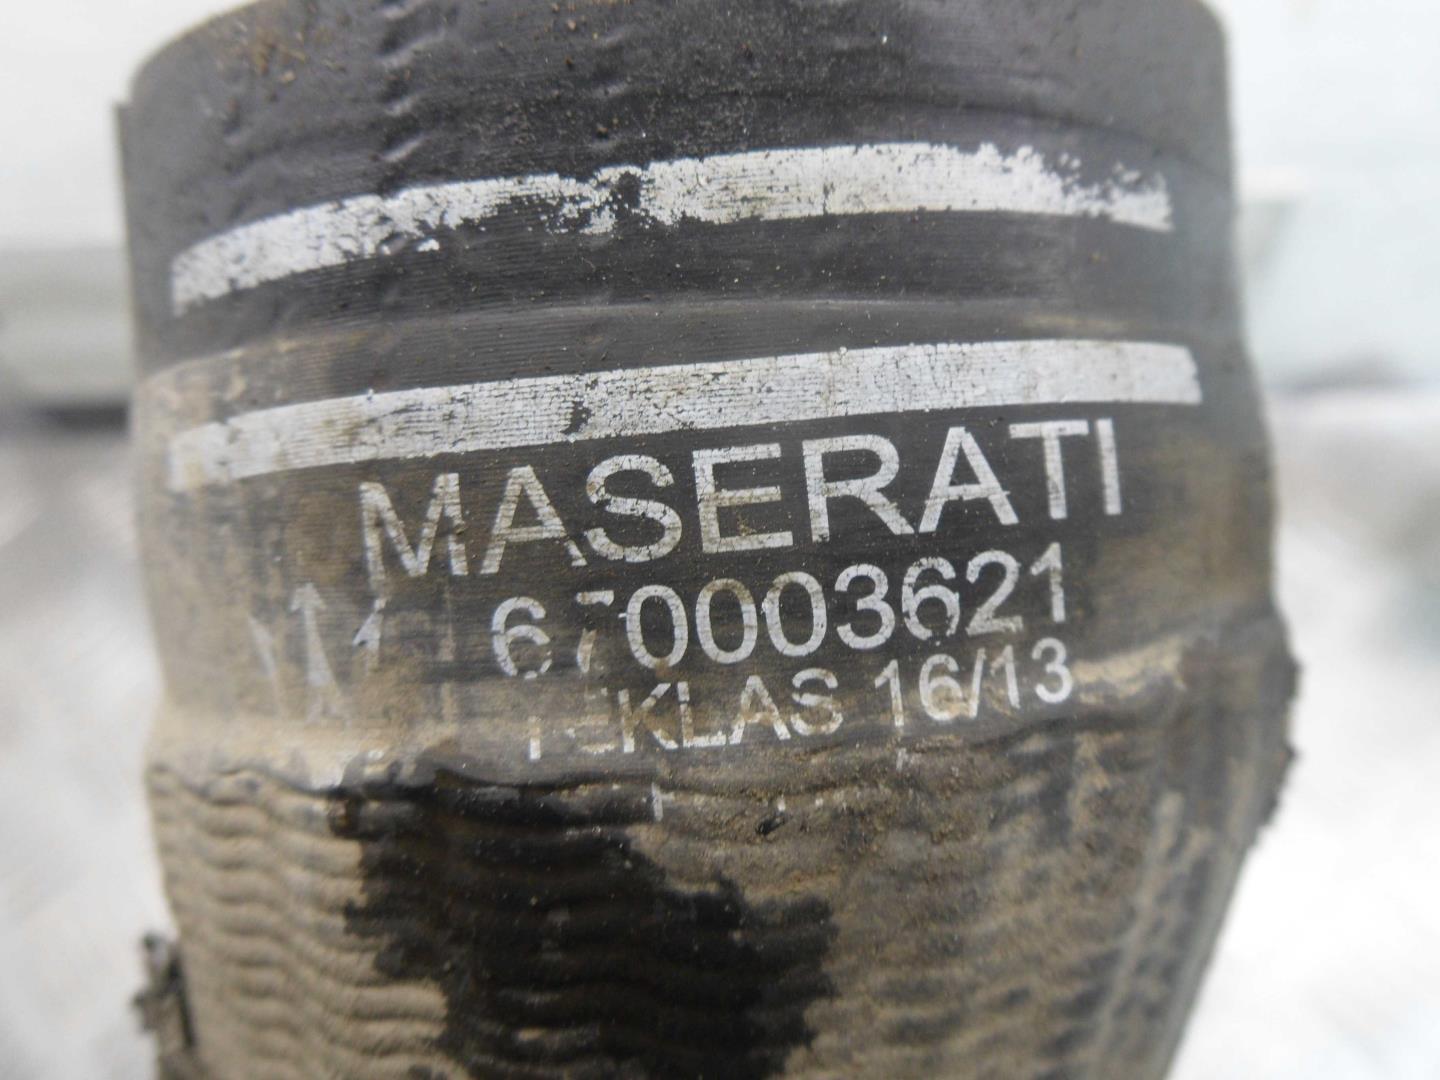 MASERATI
670003621
TEKLAS 16/13